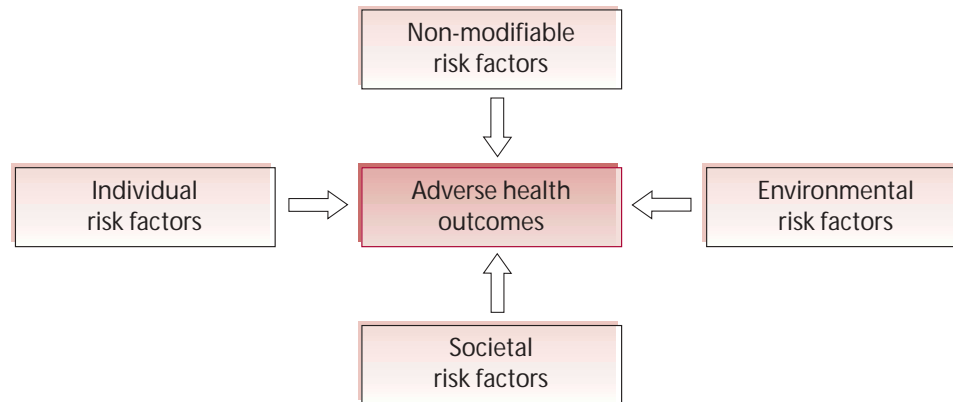 Non-modifiable
risk factors
Individual
risk factors
Adverse health
outcomes
Environmental
risk factors
Societal
risk factors